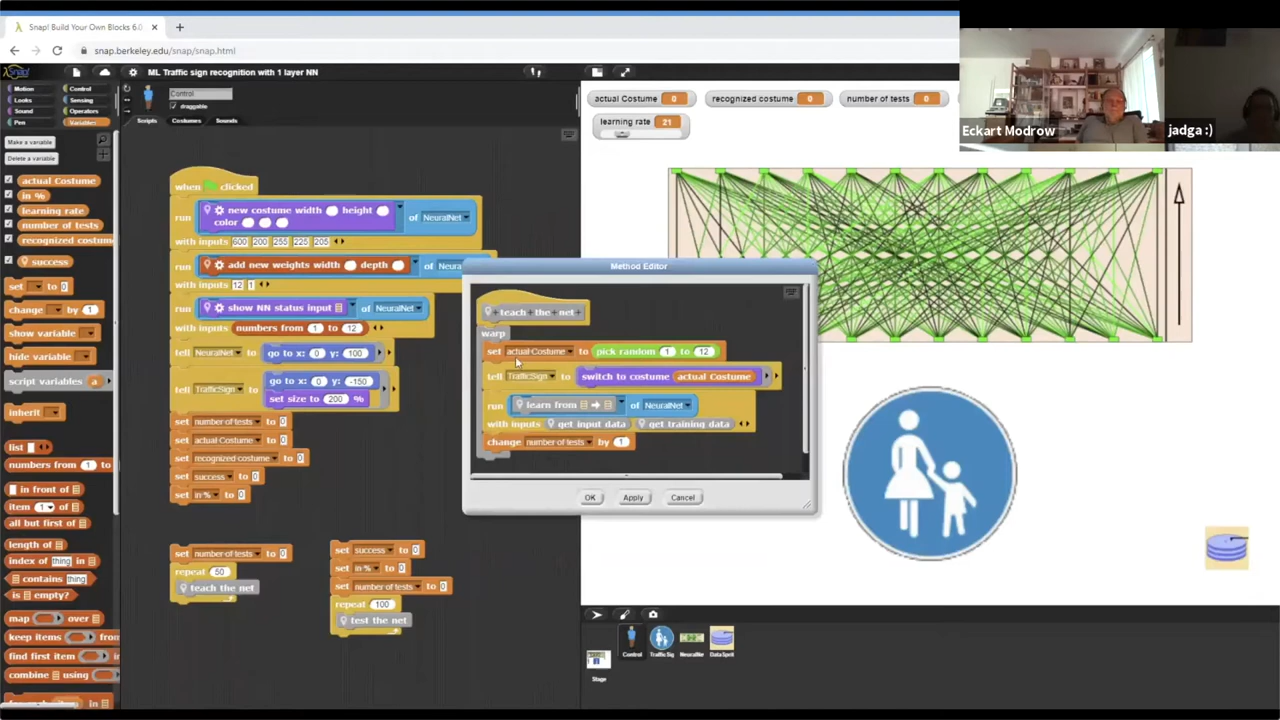 Snap! Build Your Own Blocks 6.0
snap.berkeley.edu/snap/snap.html
Snap!
ML Traffic sign recognition with 1 layer NN
Motion
Control
Looks
Sensing
Sound
Operators
Pen
Variables
Make a variable
Delete a variable
actual Costume
in %
learning rate
number of tests
recognized costume
success
set to 0
change by 1
show variable
hide variable
script variables a
inherit
list
numbers from 1 to
in front of
item 1 of
all but first of
length of
index of thing in
contains thing
is empty?
map over
keep items from
find first item in
combine using
Control
draggable
Scripts
Costumes
Sounds
when clicked
run new costume width height
color of NeuralNet
with inputs 600 200 255 225 205
run add new weights width depth of Neura
with inputs 12 1
run show NN status input of NeuralNet
with inputs numbers from 1 to 12
tell NeuralNet to go to x: 0 y: 100
tell TrafficSign to go to x: 0 y: -150
set size to 200 %
set number of tests to 0
set actual Costume to 0
set recognized costume to 0
set success to 0
set in % to 0
set number of tests to 0
repeat 50
teach the net
set success to 0
set in % to 0
set number of tests to 0
repeat 100
test the net
Method Editor
+ teach + the + net +
warp
set actual Costume to pick random 1 to 12
tell TrafficSign to switch to costume actual Costume
run learn from of NeuralNet
with inputs get input data get training data
change number of tests by 1
OK
Apply
Cancel
actual Costume 0
recognized costume 0
number of tests 0
learning rate 21
Eckart Modrow
jadga :)
Stage
Control
TrafficSig
DataSprit